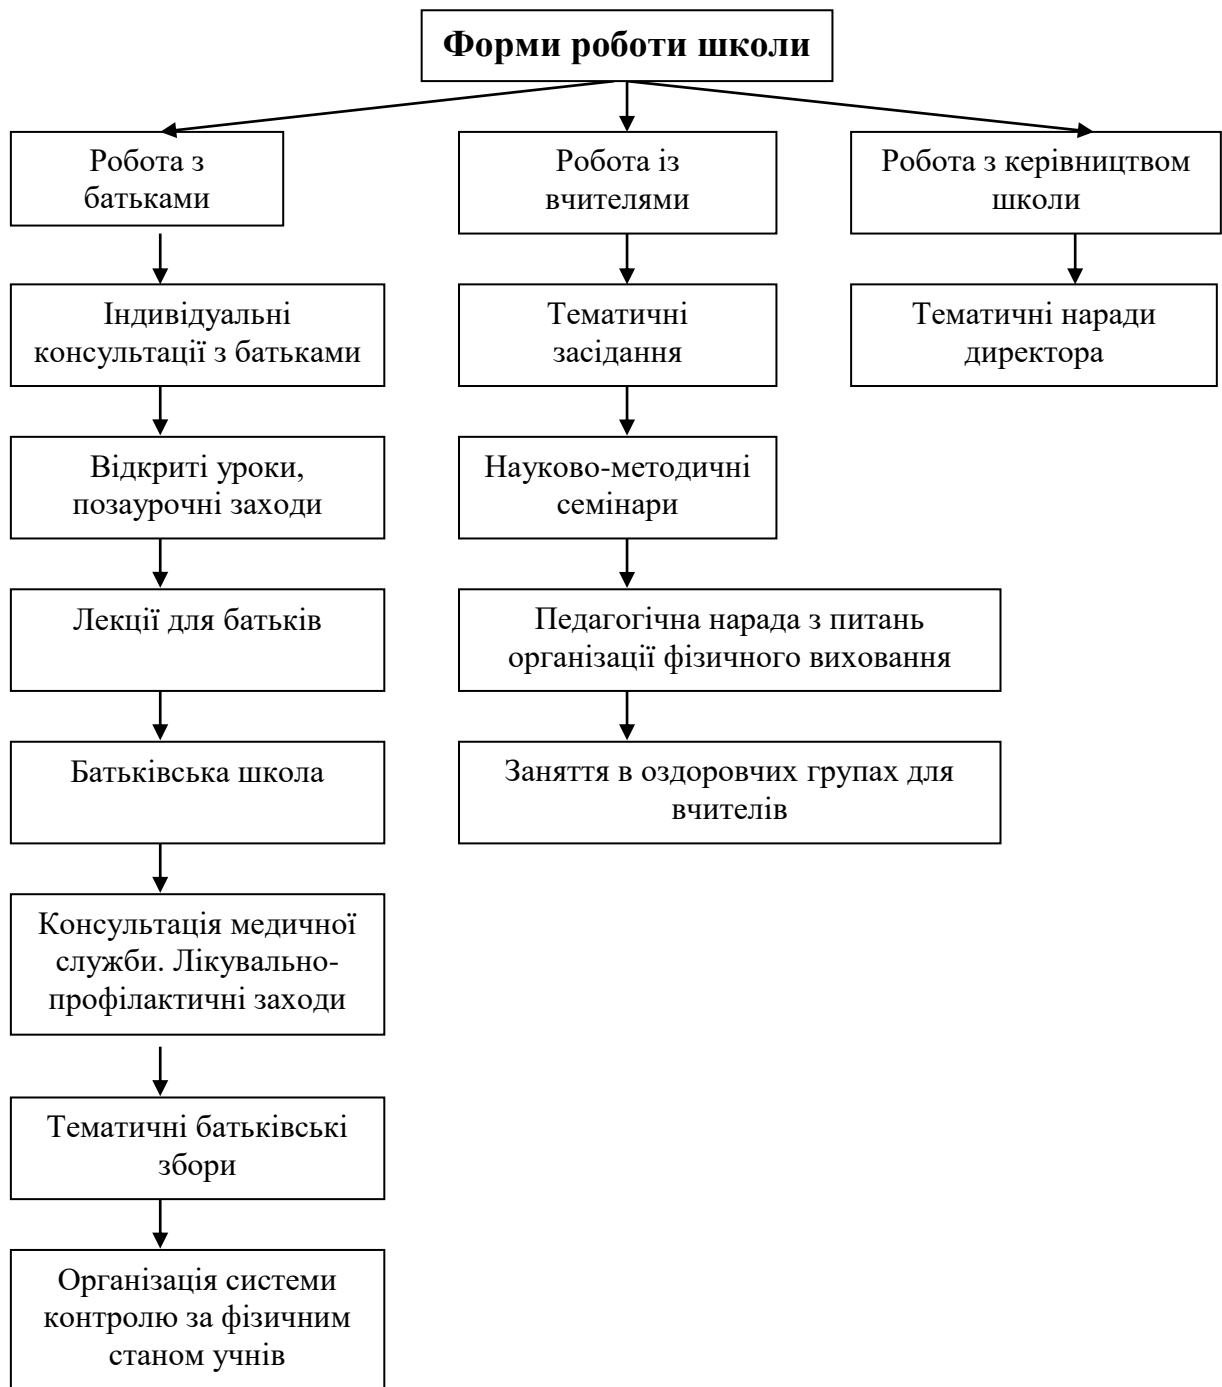 Форми роботи школи
Робота з
батьками
Робота із
вчителями
Робота з керівництвом
школи
Індивідуальні
консультації з батьками
Тематичні
засідання
Тематичні наради
директора
Відкриті уроки,
позаурочні заходи
Науково-методичні
семінари
Лекції для батьків
Педагогічна нарада з питань
організації фізичного виховання
Батьківська школа
Заняття в оздоровчих групах для
вчителів
Консультація медичної
служби. Лікувально-
профілактичні заходи
Тематичні батьківські
збори
Організація системи
контролю за фізичним
станом учнів